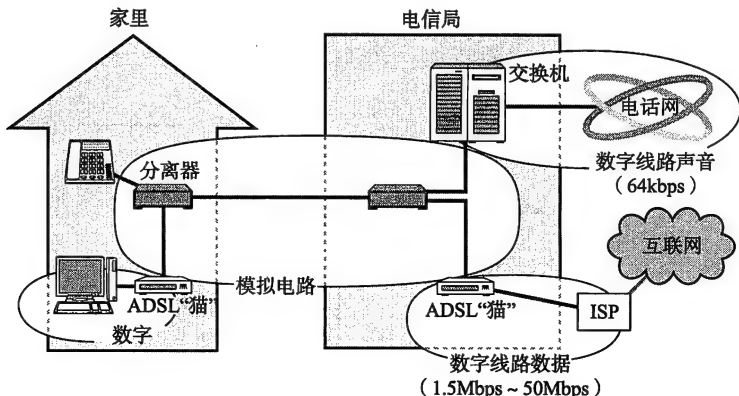 家里
电信局
交换机
电话网
分离器
数字线路声音
（64kbps）
互联网
模拟电路
ADSL“猫”
ADSL“猫”
ISP
数字
数字线路数据
（1.5Mbps～50Mbps）